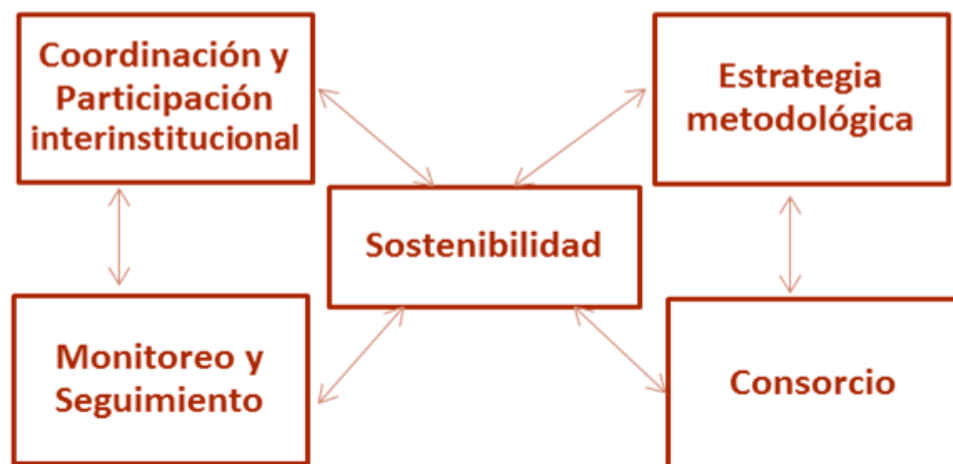 Coordinación y
Participación
interinstitucional
Estrategia
metodológica
Sostenibilidad
Monitoreo y
Seguimiento
Consorcio